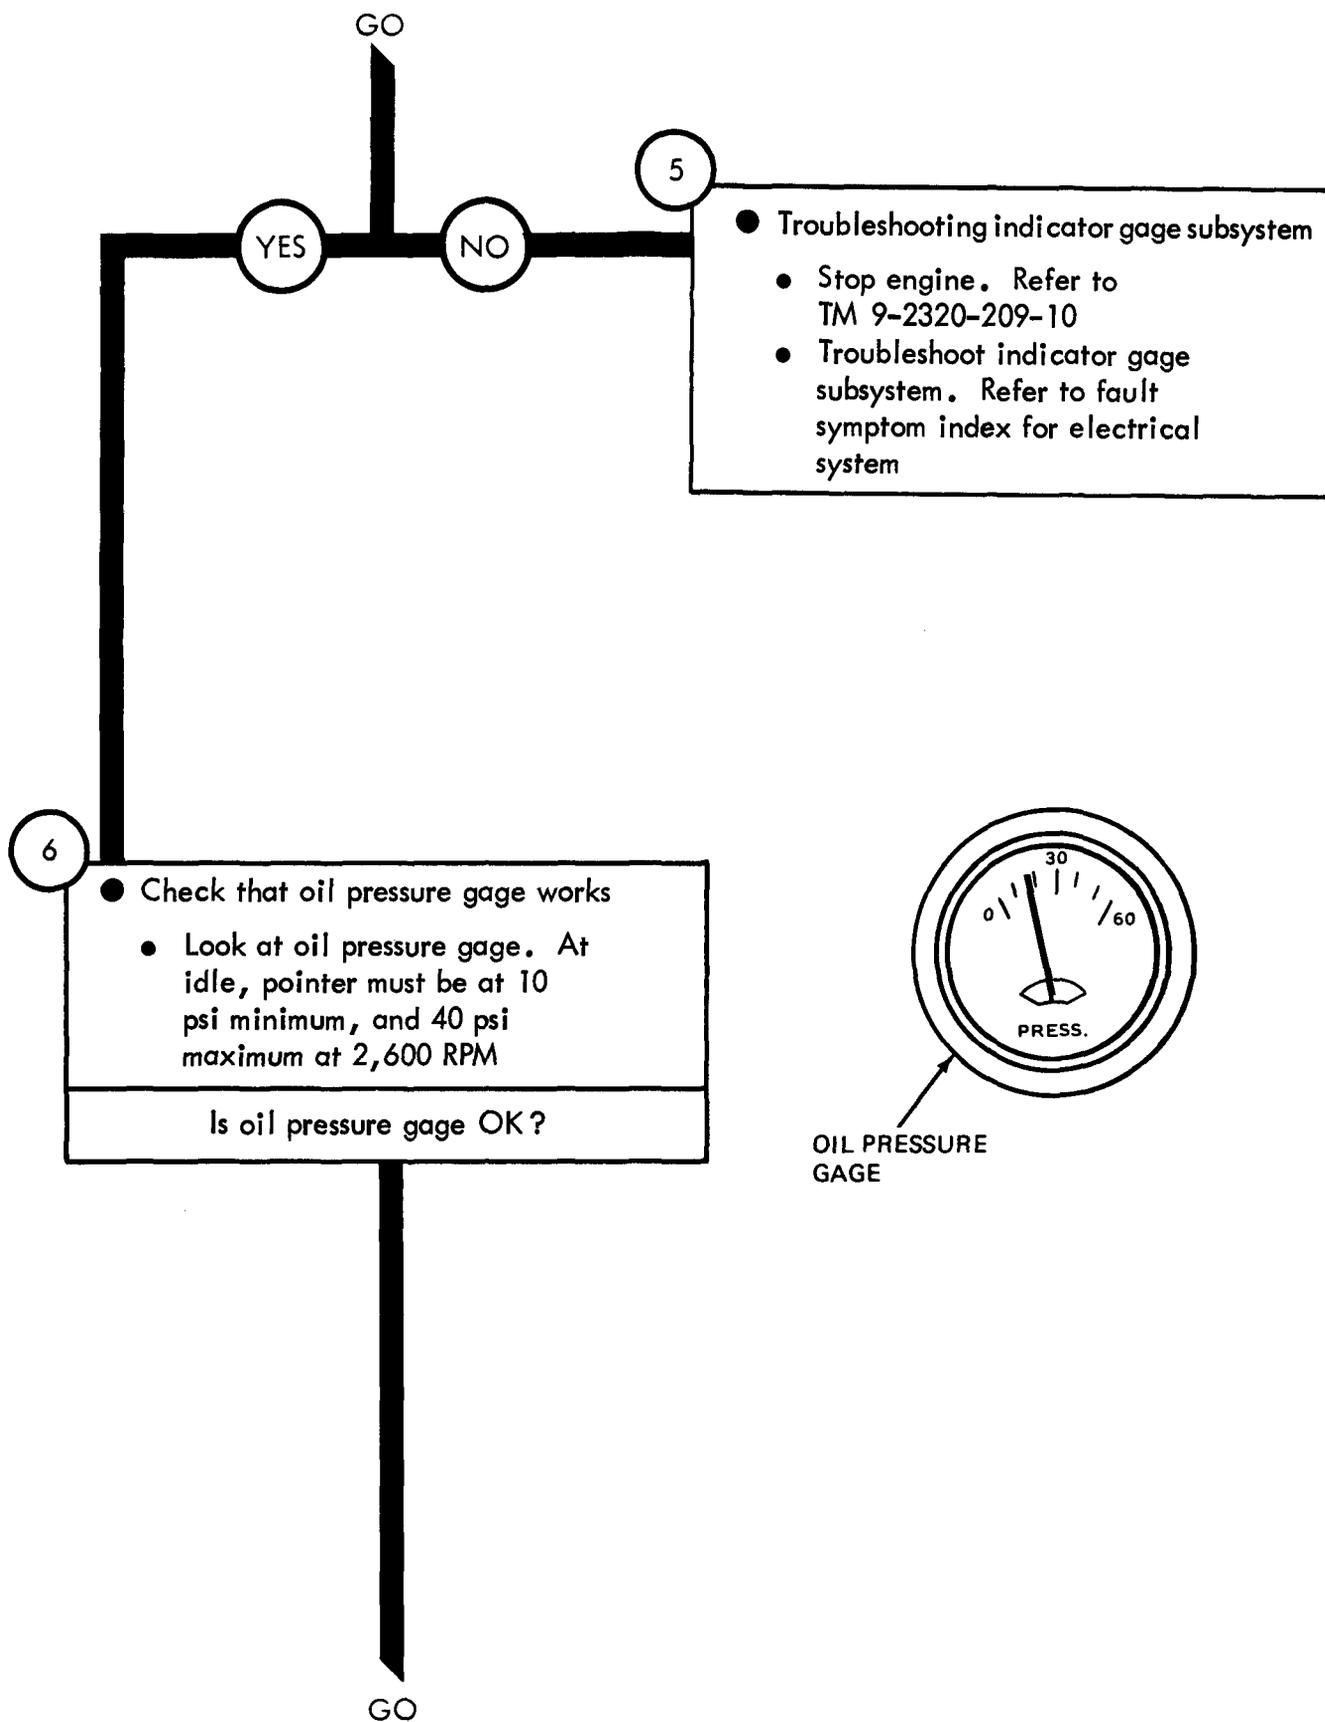 GO
YES
NO
5
● Troubleshooting indicator gage subsystem
● Stop engine. Refer to
TM 9-2320-209-10
● Troubleshoot indicator gage
subsystem. Refer to fault
symptom index for electrical
system
6
● Check that oil pressure gage works
● Look at oil pressure gage. At
idle, pointer must be at 10
psi minimum, and 40 psi
maximum at 2,600 RPM
Is oil pressure gage OK?
0
30
60
PRESS.
OIL PRESSURE
GAGE
GO